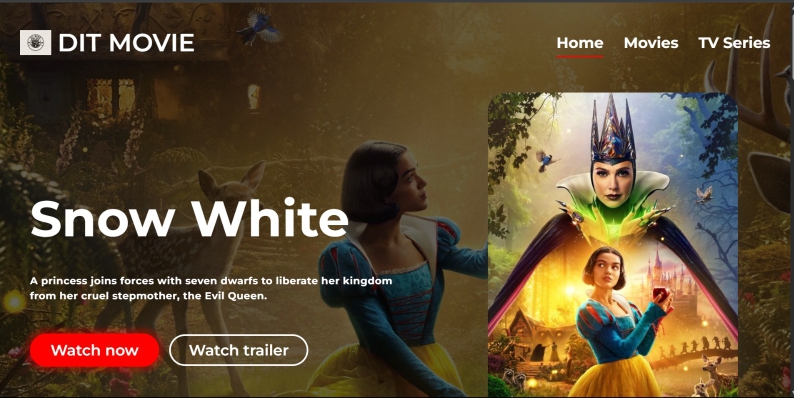 DIT MOVIE
Home Movies TV Series
Snow White
A princess joins forces with seven dwarfs to liberate her kingdom
from her cruel stepmother, the Evil Queen.
Watch now Watch trailer